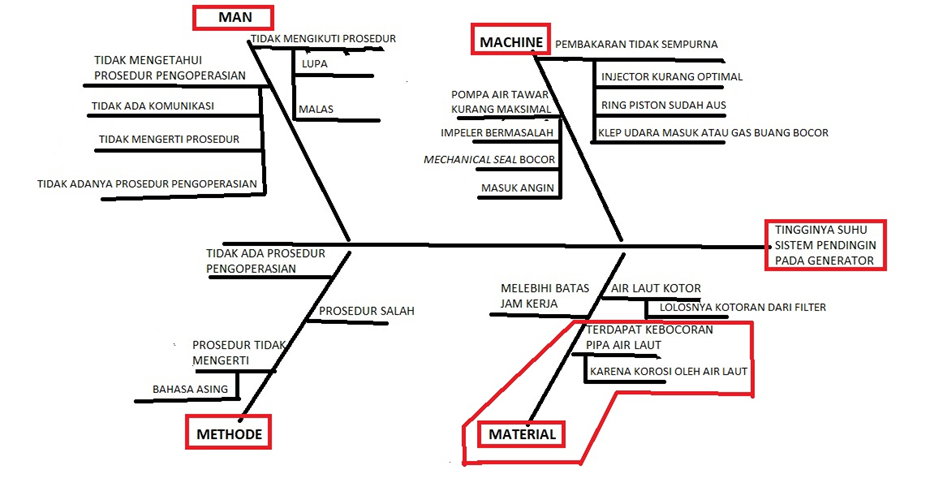 MAN
TIDAK MENGIKUTI PROSEDUR
LUPA
MALAS
TIDAK MENGETAHUI
PROSEDUR PENGOPERASIAN
TIDAK ADA KOMUNIKASI
TIDAK MENGERTI PROSEDUR
TIDAK ADANYA PROSEDUR PENGOPERASIAN
MACHINE
PEMBAKARAN TIDAK SEMPURNA
INJECTOR KURANG OPTIMAL
RING PISTON SUDAH AUS
KLEP UDARA MASUK ATAU GAS BUANG BOCOR
POMPA AIR TAWAR
KURANG MAKSIMAL
IMPELER BERMASALAH
MECHANICAL SEAL BOCOR
MASUK ANGIN
TINGGINYA SUHU
SISTEM PENDINGIN
PADA GENERATOR
TIDAK ADA PROSEDUR
PENGOPERASIAN
PROSEDUR SALAH
PROSEDUR TIDAK
MENGERTI
BAHASA ASING
METHODE
MELEBIHI BATAS
JAM KERJA
AIR LAUT KOTOR
LOLOSNYA KOTORAN DARI FILTER
TERDAPAT KEBOCORAN
PIPA AIR LAUT
KARENA KOROSI OLEH AIR LAUT
MATERIAL